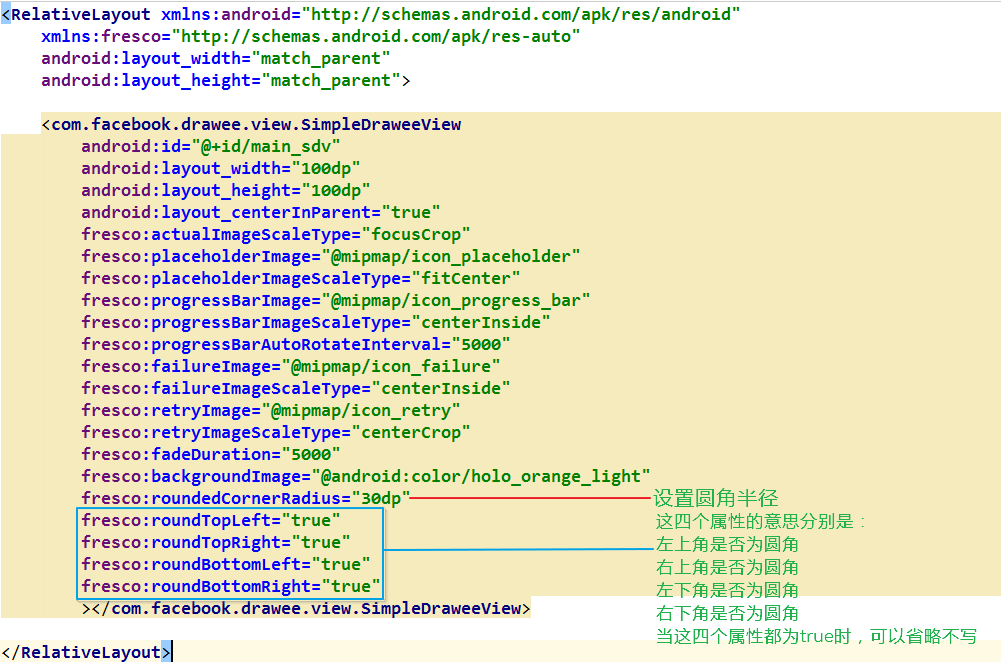 <RelativeLayout xmlns:android="http://schemas.android.com/apk/res/android"
xmlns:fresco="http://schemas.android.com/apk/res-auto"
android:layout_width="match_parent"
android:layout_height="match_parent">
<com.facebook.drawee.view.SimpleDraweeView
android:id="@+id/main_sdv"
android:layout_width="100dp"
android:layout_height="100dp"
android:layout_centerInParent="true"
fresco:actualImageScaleType="focusCrop"
fresco:placeholderImage="@mipmap/icon_placeholder"
fresco:placeholderImageScaleType="fitCenter"
fresco:progressBarImage="@mipmap/icon_progress_bar"
fresco:progressBarImageScaleType="centerInside"
fresco:progressBarAutoRotateInterval="5000"
fresco:failureImage="@mipmap/icon_failure"
fresco:failureImageScaleType="centerInside"
fresco:retryImage="@mipmap/icon_retry"
fresco:retryImageScaleType="centerCrop"
fresco:fadeDuration="5000"
fresco:backgroundImage="@android:color/holo_orange_light"
fresco:roundedCornerRadius="30dp"
fresco:roundTopLeft="true"
fresco:roundTopRight="true"
fresco:roundBottomLeft="true"
fresco:roundBottomRight="true"
></com.facebook.drawee.view.SimpleDraweeView>
</RelativeLayout>
设置圆角半径
这四个属性的意思分别是：
左上角是否为圆角
右上角是否为圆角
左下角是否为圆角
右下角是否为圆角
当这四个属性都为true时，可以省略不写